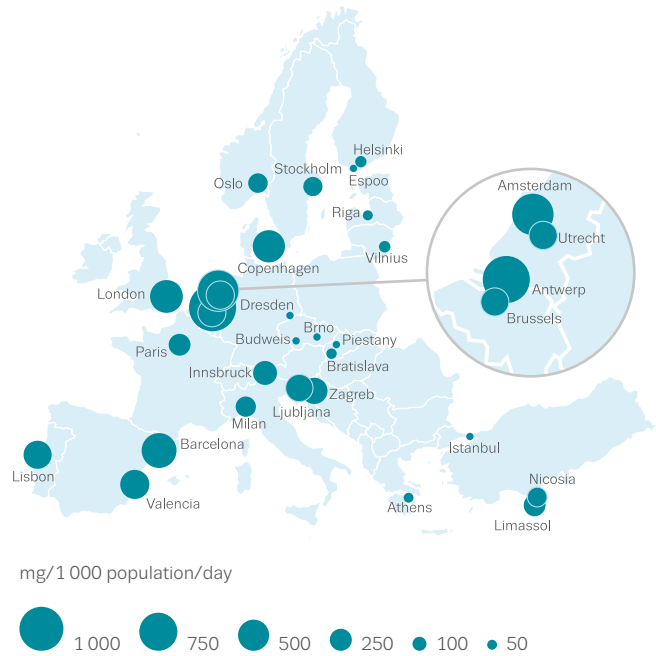 Helsinki
Stockholm
Oslo
Espoo
Amsterdam
Riga
Utrecht
Vilnius
Copenhagen
London
Antwerp
Dresden
Brussels
Brno
Budweis
Piestany
Paris
Bratislava
Innsbruck
Zagreb
Ljubljana
Milan
Barcelona
Istanbul
Lisbon
Nicosia
Valencia
Athens
Limassol
mg/1 000 population/day
1 000 750 500 250 100 50